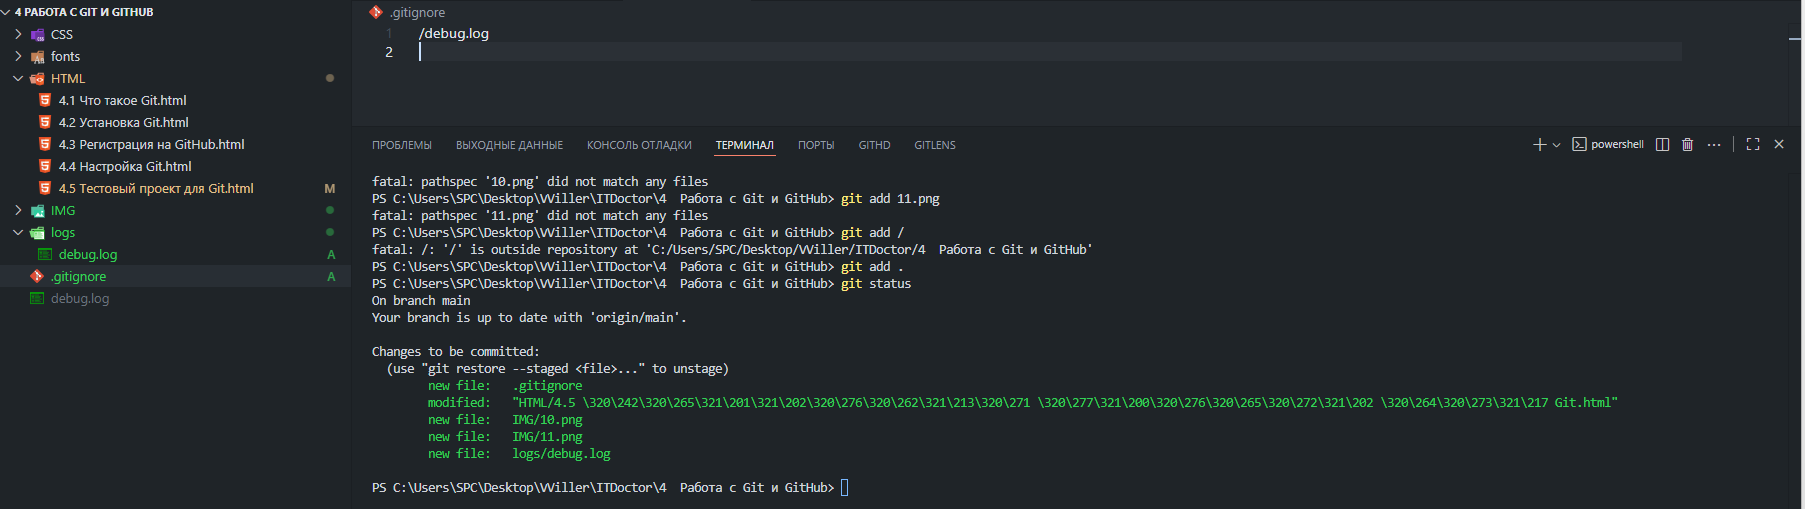 4 РАБОТА С GIT И GITHUB
CSS
fonts
HTML
4.1 Что такое Git.html
4.2 Установка Git.html
4.3 Регистрация на GitHub.html
4.4 Настройка Git.html
4.5 Тестовый проект для Git.html M
IMG
logs
debug.log A
.gitignore A
debug.log
.gitignore
1 /debug.log
2
ПРОБЛЕМЫ ВЫХОДНЫЕ ДАННЫЕ КОНСОЛЬ ОТЛАДКИ ТЕРМИНАЛ ПОРТЫ GITHD GITLENS
powershell
fatal: pathspec '10.png' did not match any files
PS C:\Users\SPC\Desktop\VViller\ITDoctor\4  Работа с Git и GitHub> git add 11.png
fatal: pathspec '11.png' did not match any files
PS C:\Users\SPC\Desktop\VViller\ITDoctor\4  Работа с Git и GitHub> git add /
fatal: /: '/' is outside repository at 'C:/Users/SPC/Desktop/VViller/ITDoctor/4  Работа с Git и GitHub'
PS C:\Users\SPC\Desktop\VViller\ITDoctor\4  Работа с Git и GitHub> git add .
PS C:\Users\SPC\Desktop\VViller\ITDoctor\4  Работа с Git и GitHub> git status
On branch main
Your branch is up to date with 'origin/main'.
Changes to be committed:
(use "git restore --staged <file>..." to unstage)
new file:   .gitignore
modified:   "HTML/4.5 \320\242\320\265\321\201\321\202\320\276\320\262\321\213\320\271 \320\277\321\200\320\276\320\265\320\272\321\202 \320\264\320\273\321\217 Git.html"
new file:   IMG/10.png
new file:   IMG/11.png
new file:   logs/debug.log
PS C:\Users\SPC\Desktop\VViller\ITDoctor\4  Работа с Git и GitHub>